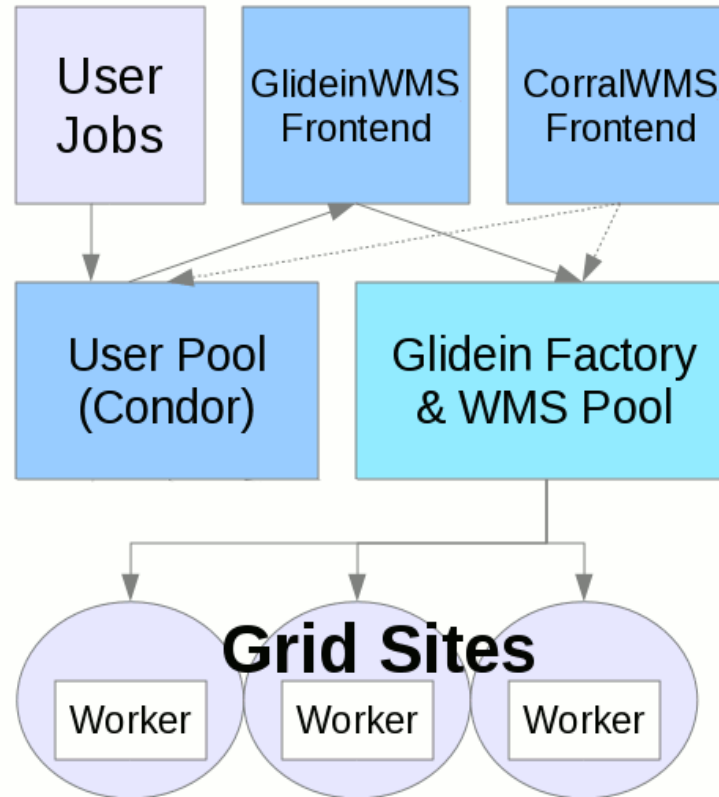 User
Jobs
GlideinWMS
Frontend
CorralWMS
Frontend
User Pool
(Condor)
Glidein Factory
& WMS Pool
Grid Sites
Worker
Worker
Worker